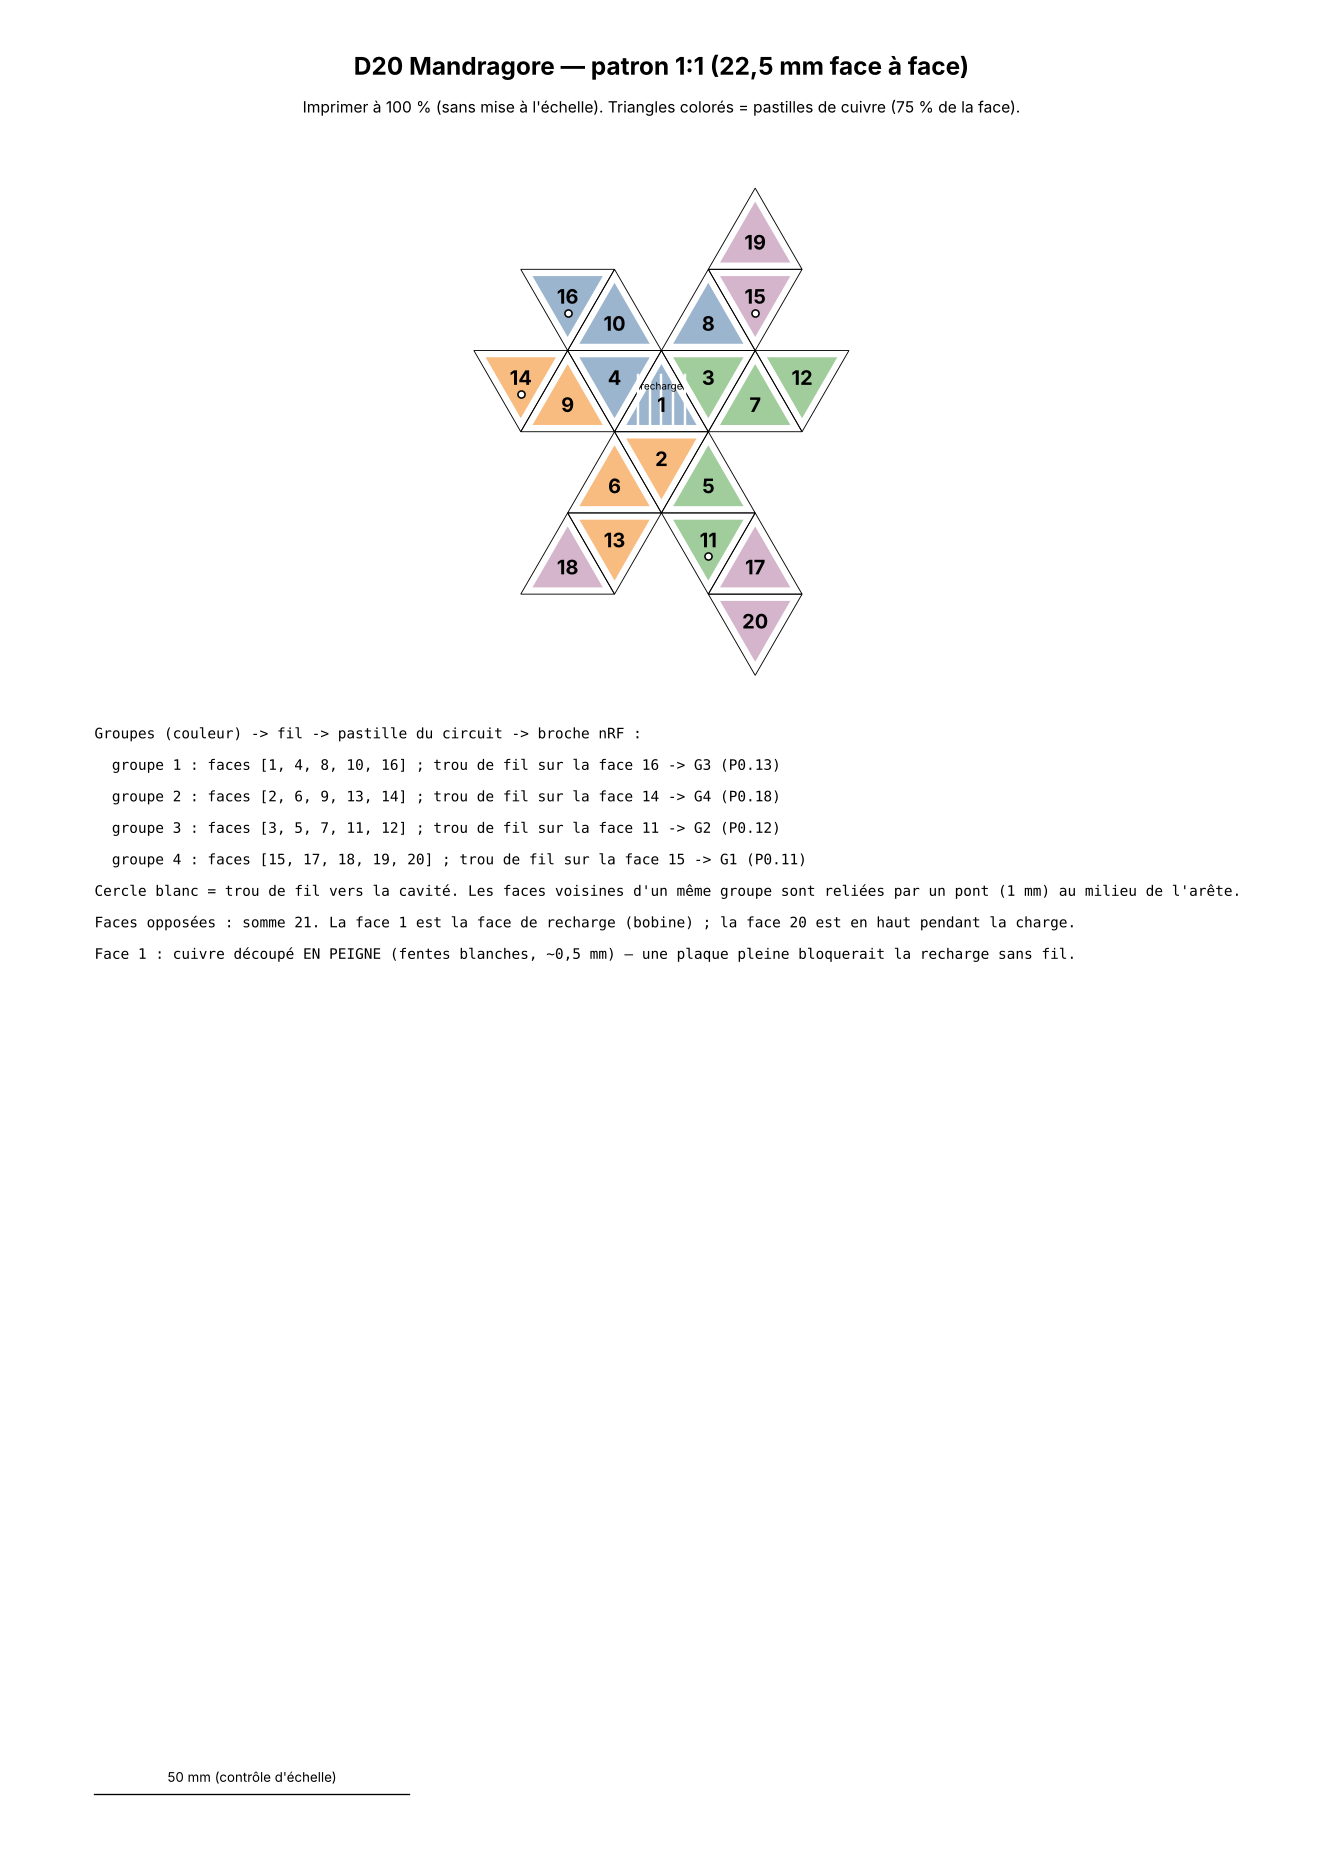 D20 Mandragore — patron 1:1 (22,5 mm face à face)
Imprimer à 100 % (sans mise à l'échelle). Triangles colorés = pastilles de cuivre (75 % de la face).
19
16
15
10
8
14
4
recharge
3
12
9
1
7
2
6
5
13
11
18
17
20
Groupes (couleur) -> fil -> pastille du circuit -> broche nRF :
groupe 1 : faces [1, 4, 8, 10, 16] ; trou de fil sur la face 16 -> G3 (P0.13)
groupe 2 : faces [2, 6, 9, 13, 14] ; trou de fil sur la face 14 -> G4 (P0.18)
groupe 3 : faces [3, 5, 7, 11, 12] ; trou de fil sur la face 11 -> G2 (P0.12)
groupe 4 : faces [15, 17, 18, 19, 20] ; trou de fil sur la face 15 -> G1 (P0.11)
Cercle blanc = trou de fil vers la cavité. Les faces voisines d'un même groupe sont reliées par un pont (1 mm) au milieu de l'arête.
Faces opposées : somme 21. La face 1 est la face de recharge (bobine) ; la face 20 est en haut pendant la charge.
Face 1 : cuivre découpé EN PEIGNE (fentes blanches, ~0,5 mm) — une plaque pleine bloquerait la recharge sans fil.
50 mm (contrôle d'échelle)